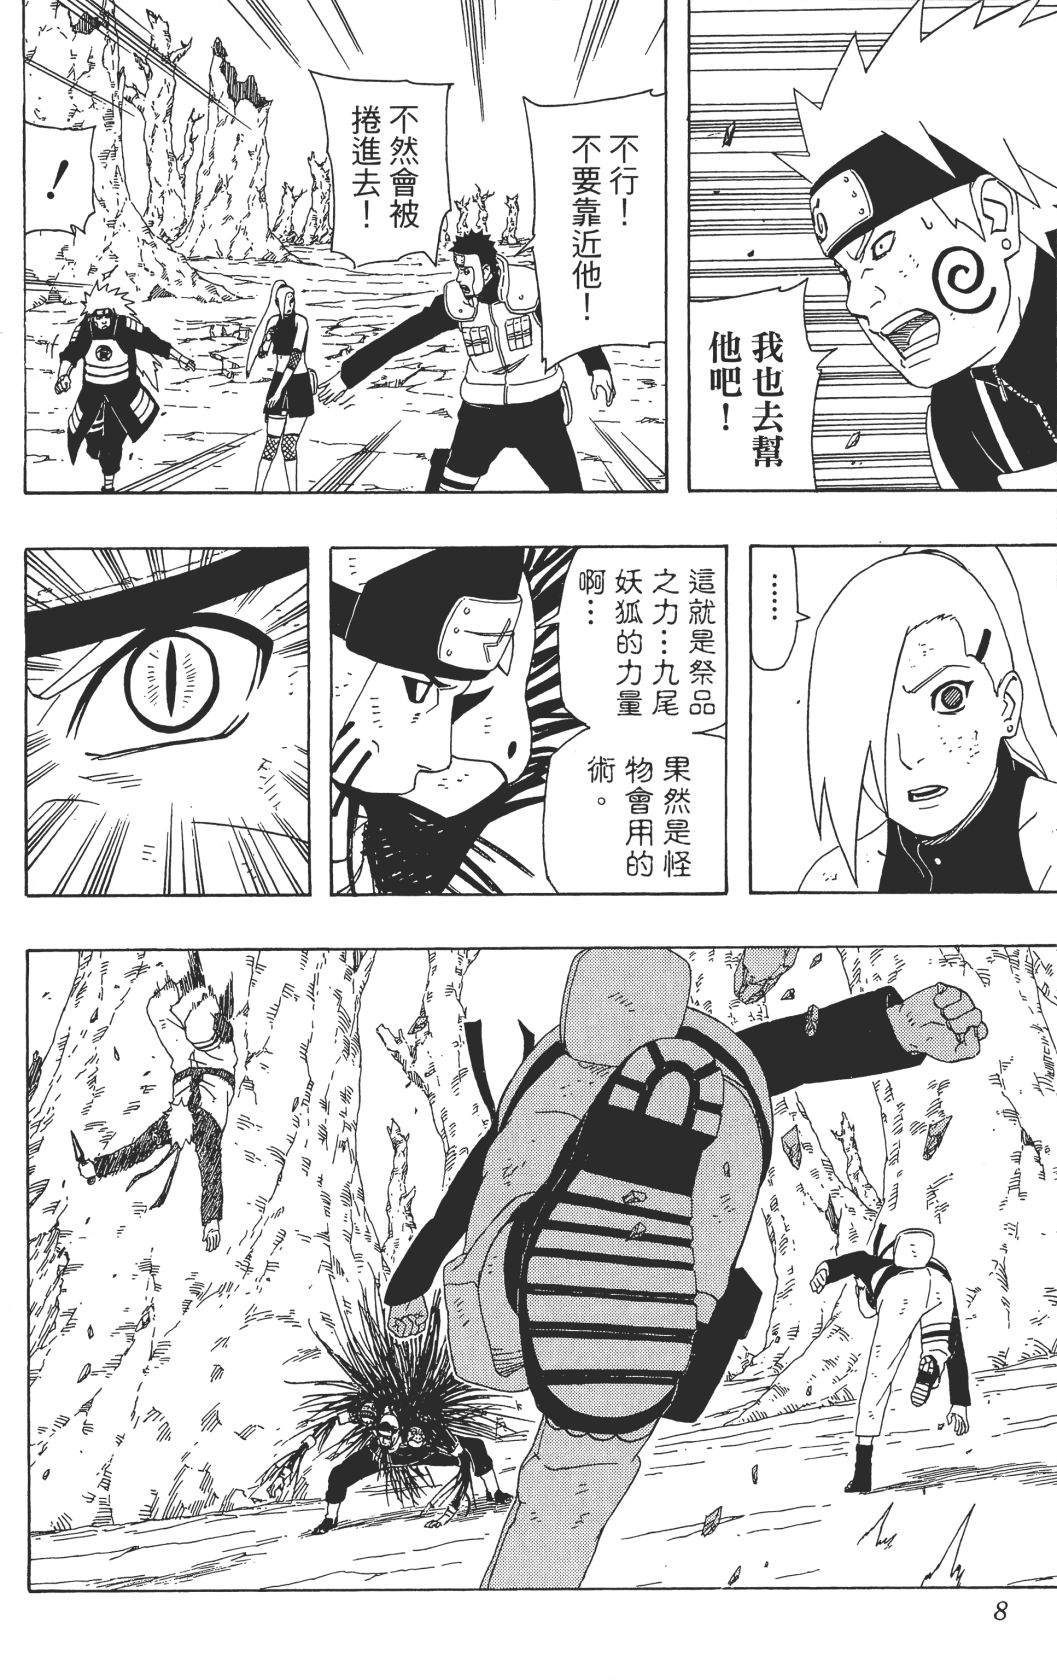 我也去幫
他吧！
不行！
不要靠近他！
不然會被
捲進去！
！
……
這就是祭品
之力…九尾
妖狐的力量
啊…
果然是怪
物會用的
術。
8